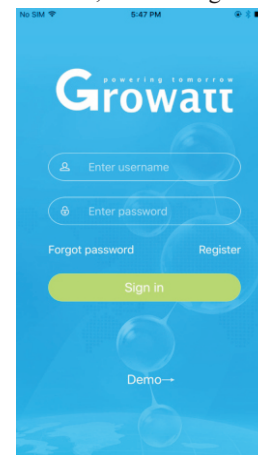 No SIM 5:47 PM
powering tomorrow
Growatt
Enter username
Enter password
Forgot password Register
Sign in
Demo→